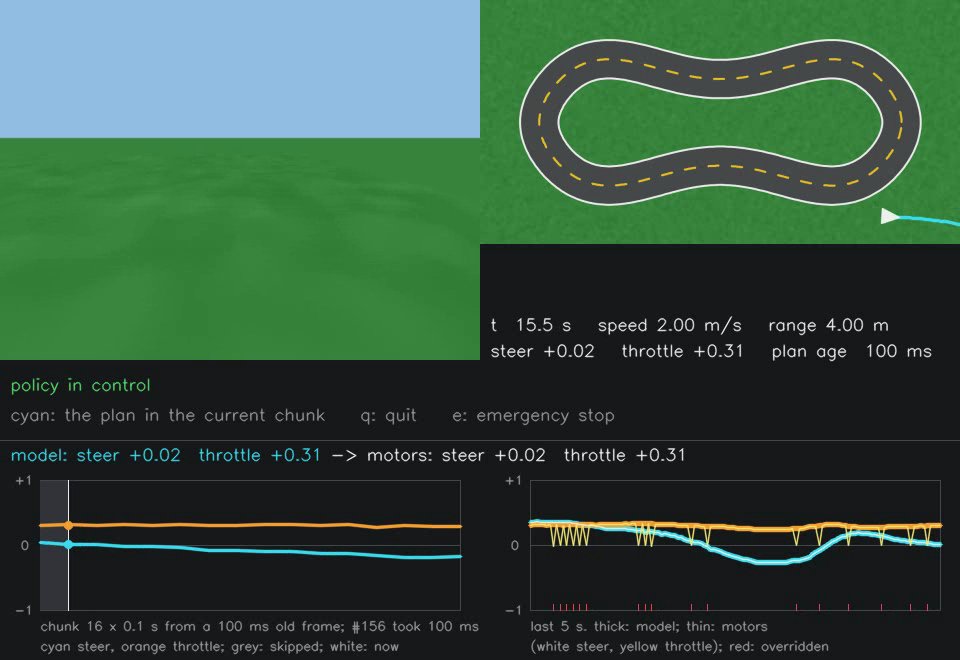 t 15.5 s speed 2.00 m/s range 4.00 m
steer +0.02 throttle +0.31 plan age 100 ms
policy in control
cyan: the plan in the current chunk q: quit e: emergency stop
model: steer +0.02 throttle +0.31 -> motors: steer +0.02 throttle +0.31
+1
0
-1
chunk 16 x 0.1 s from a 100 ms old frame; #156 took 100 ms
cyan steer, orange throttle; grey: skipped; white: now
+1
0
-1
last 5 s. thick: model; thin: motors
(white steer, yellow throttle); red: overridden